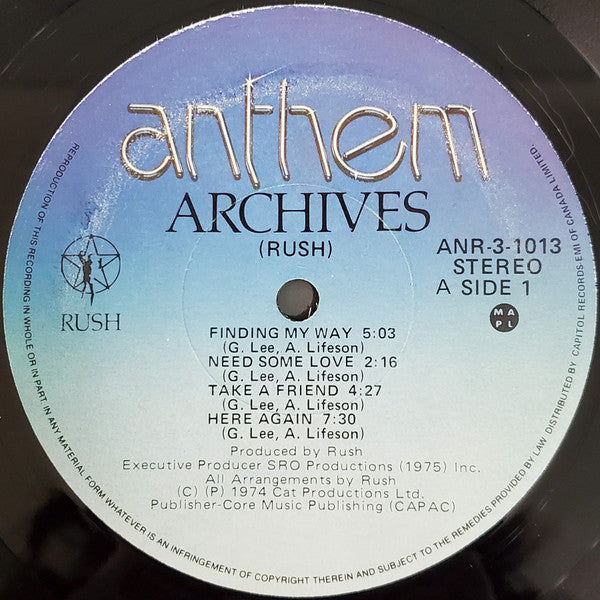 anthem
ARCHIVES
(RUSH)
RUSH
ANR-3-1013
STEREO
A SIDE 1
M A
P L
FINDING MY WAY 5:03
(G. Lee, A. Lifeson)
NEED SOME LOVE 2:16
(G. Lee, A. Lifeson)
TAKE A FRIEND 4:27
(G. Lee, A. Lifeson)
HERE AGAIN 7:30
(G. Lee, A. Lifeson)
Produced by Rush
Executive Producer SRO Productions (1975) Inc.
All Arrangements by Rush
(C) (P) 1974 Cat Productions Ltd.
Publisher-Core Music Publishing (CAPAC)
REPRODUCTION OF THIS RECORDING IN WHOLE OR IN PART, IN ANY MATERIAL FORM WHATEVER IS AN INFRINGEMENT OF COPYRIGHT THEREIN AND SUBJECT TO THE REMEDIES PROVIDED BY LAW. DISTRIBUTED BY CAPITOL RECORDS EMI OF CANADA LIMITED.